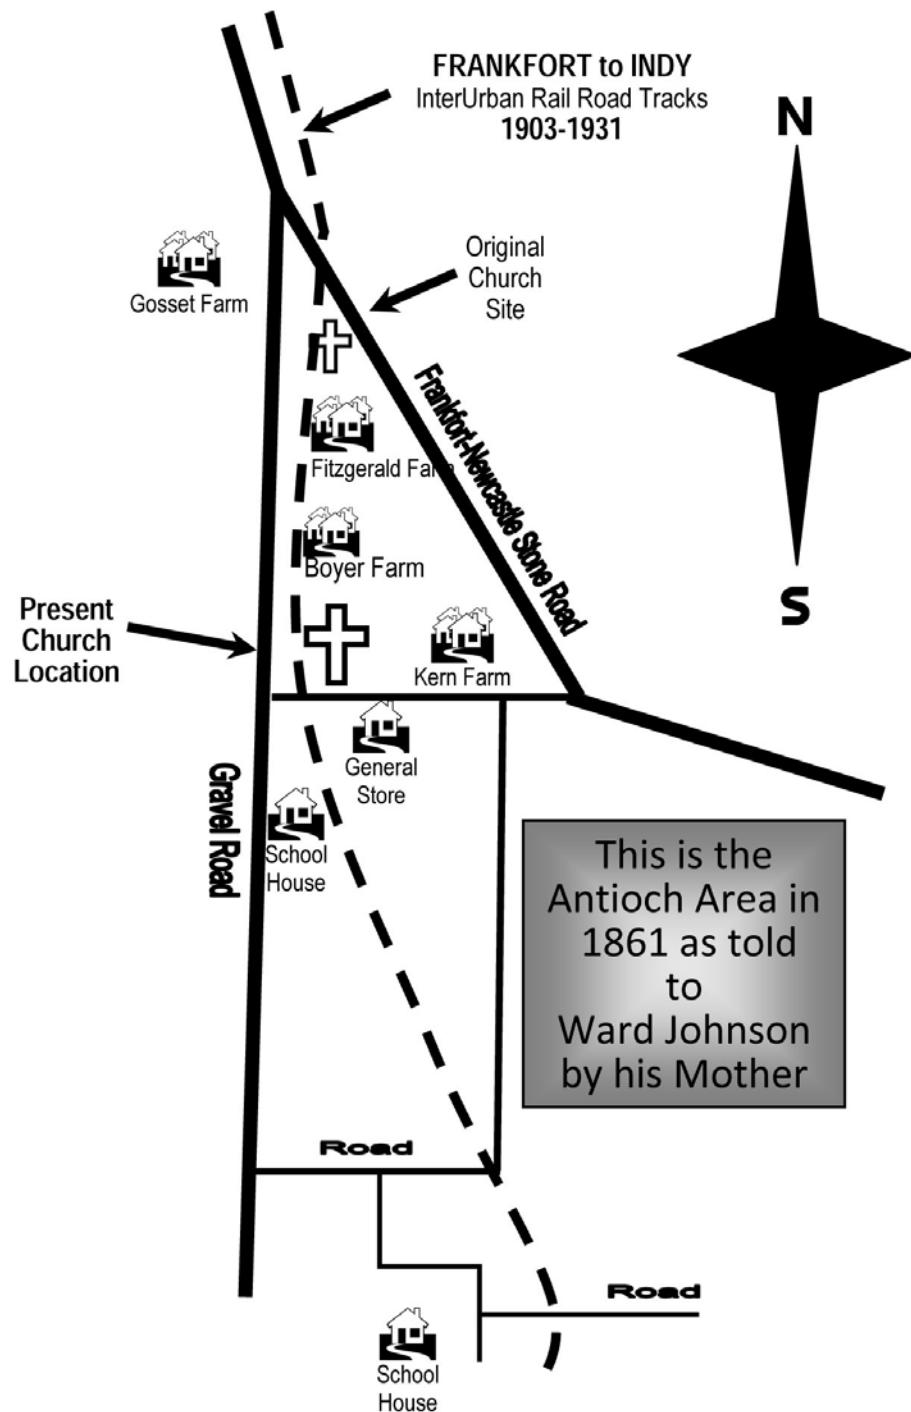 FRANKFORT to INDY
InterUrban Rail Road Tracks
1903-1931
N
Original
Church
Site
Gosset Farm
Frankfort-Newcastle Stone Road
Fitzgerald Farm
Boyer Farm
S
Present
Church
Location
Kern Farm
General
Store
Gravel Road
School
House
This is the
Antioch Area in
1861 as told
to
Ward Johnson
by his Mother
Road
Road
School
House